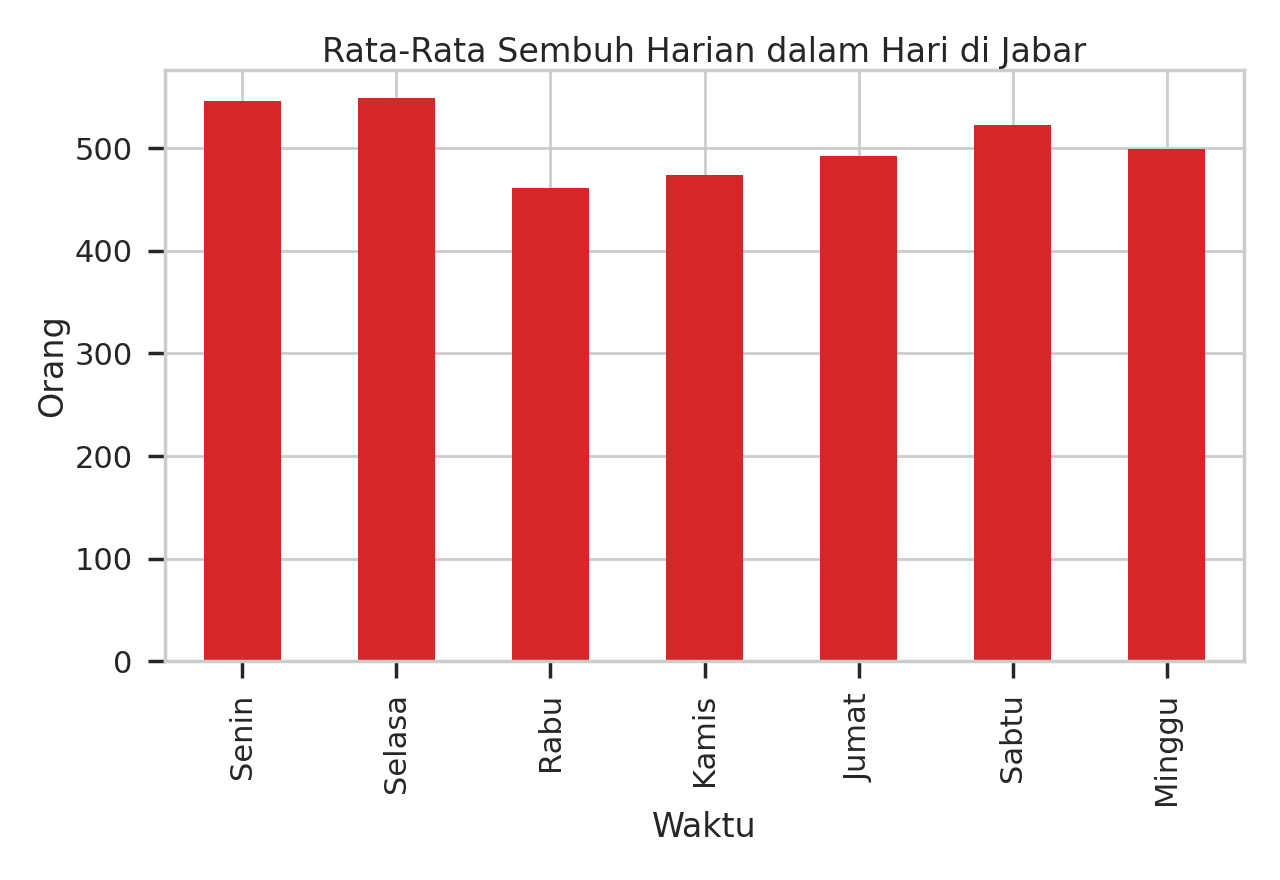 Rata-Rata Sembuh Harian dalam Hari di Jabar
Orang
500
400
300
200
100
0
Senin
Selasa
Rabu
Kamis
Jumat
Sabtu
Minggu
Waktu